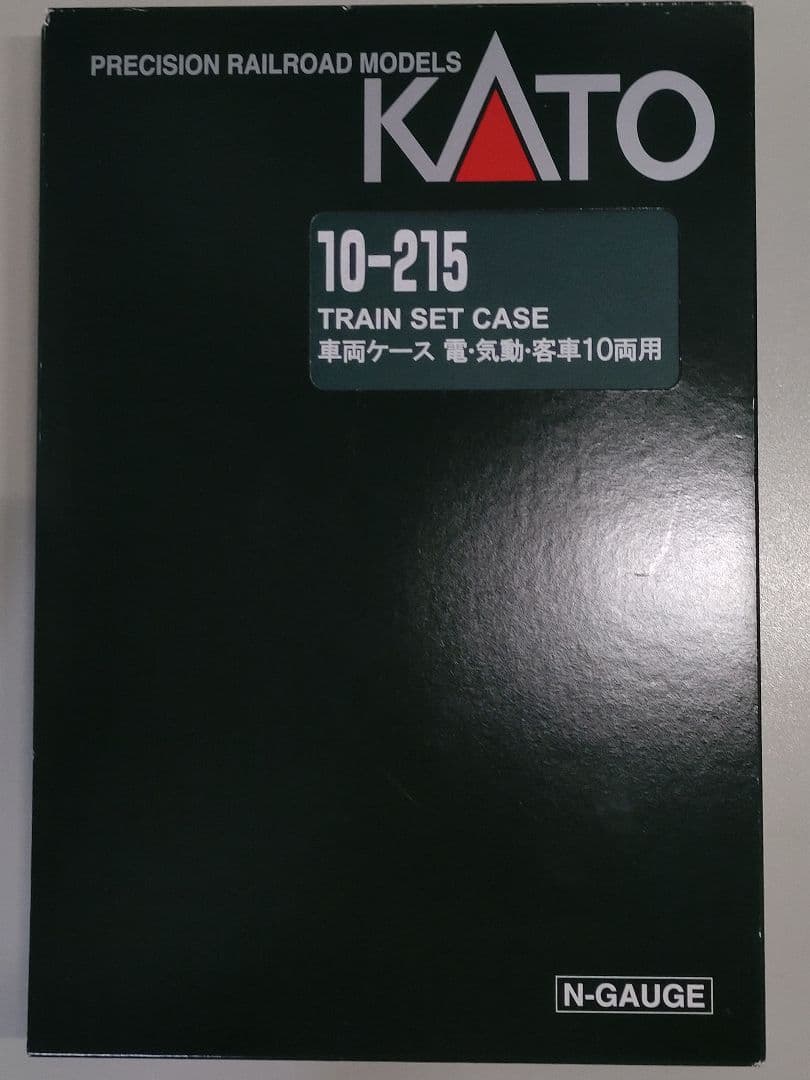 PRECISION RAILROAD MODELS
KATO
10-215
TRAIN SET CASE
車両ケース 電・気動・客車10両用
N-GAUGE